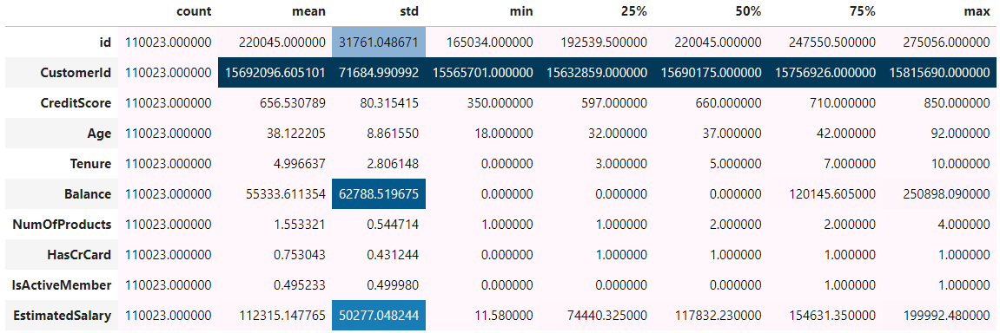 count mean std min 25% 50% 75% max
id 110023.000000 220045.000000 31761.048671 165034.000000 192539.500000 220045.000000 247550.500000 275056.000000
CustomerId 110023.000000 15692096.605101 71684.990992 15565701.000000 15632859.000000 15690175.000000 15756926.000000 15815690.000000
CreditScore 110023.000000 656.530789 80.315415 350.000000 597.000000 660.000000 710.000000 850.000000
Age 110023.000000 38.122205 8.861550 18.000000 32.000000 37.000000 42.000000 92.000000
Tenure 110023.000000 4.996637 2.806148 0.000000 3.000000 5.000000 7.000000 10.000000
Balance 110023.000000 55333.611354 62788.519675 0.000000 0.000000 0.000000 120145.605000 250898.090000
NumOfProducts 110023.000000 1.553321 0.544714 1.000000 1.000000 2.000000 2.000000 4.000000
HasCrCard 110023.000000 0.753043 0.431244 0.000000 1.000000 1.000000 1.000000 1.000000
IsActiveMember 110023.000000 0.495233 0.499980 0.000000 0.000000 0.000000 1.000000 1.000000
EstimatedSalary 110023.000000 112315.147765 50277.048244 11.580000 74440.325000 117832.230000 154631.350000 199992.480000